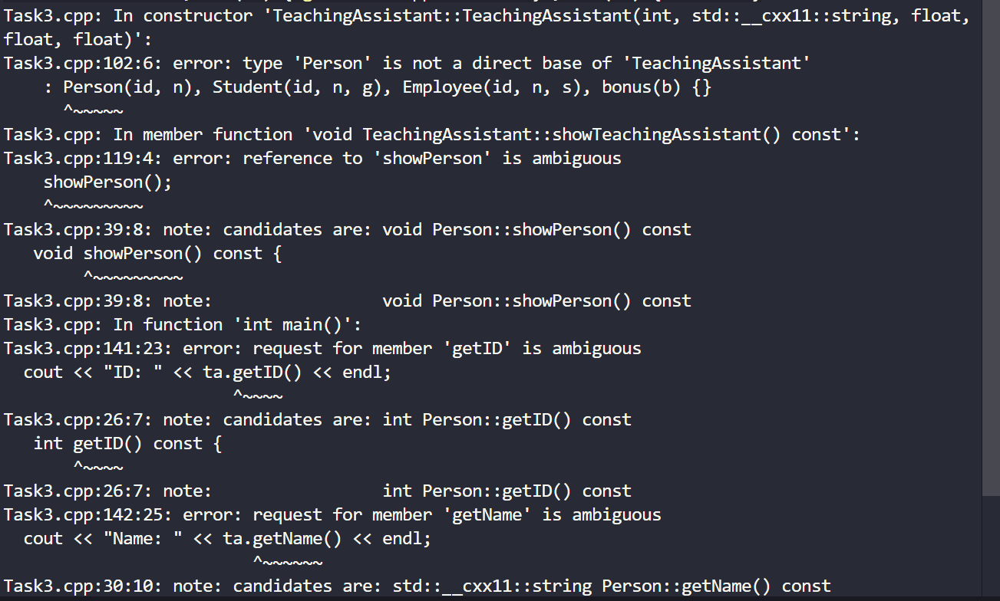 Task3.cpp: In constructor 'TeachingAssistant::TeachingAssistant(int, std::__cxx11::string, float,
float, float)':
Task3.cpp:102:6: error: type 'Person' is not a direct base of 'TeachingAssistant'
    : Person(id, n), Student(id, n, g), Employee(id, n, s), bonus(b) {}
      ^~~~~~
Task3.cpp: In member function 'void TeachingAssistant::showTeachingAssistant() const':
Task3.cpp:119:4: error: reference to 'showPerson' is ambiguous
    showPerson();
    ^~~~~~~~~~
Task3.cpp:39:8: note: candidates are: void Person::showPerson() const
   void showPerson() const {
        ^~~~~~~~~~
Task3.cpp:39:8: note:                 void Person::showPerson() const
Task3.cpp: In function 'int main()':
Task3.cpp:141:23: error: request for member 'getID' is ambiguous
  cout << "ID: " << ta.getID() << endl;
                       ^~~~~
Task3.cpp:26:7: note: candidates are: int Person::getID() const
   int getID() const {
       ^~~~~
Task3.cpp:26:7: note:                 int Person::getID() const
Task3.cpp:142:25: error: request for member 'getName' is ambiguous
  cout << "Name: " << ta.getName() << endl;
                         ^~~~~~~
Task3.cpp:30:10: note: candidates are: std::__cxx11::string Person::getName() const